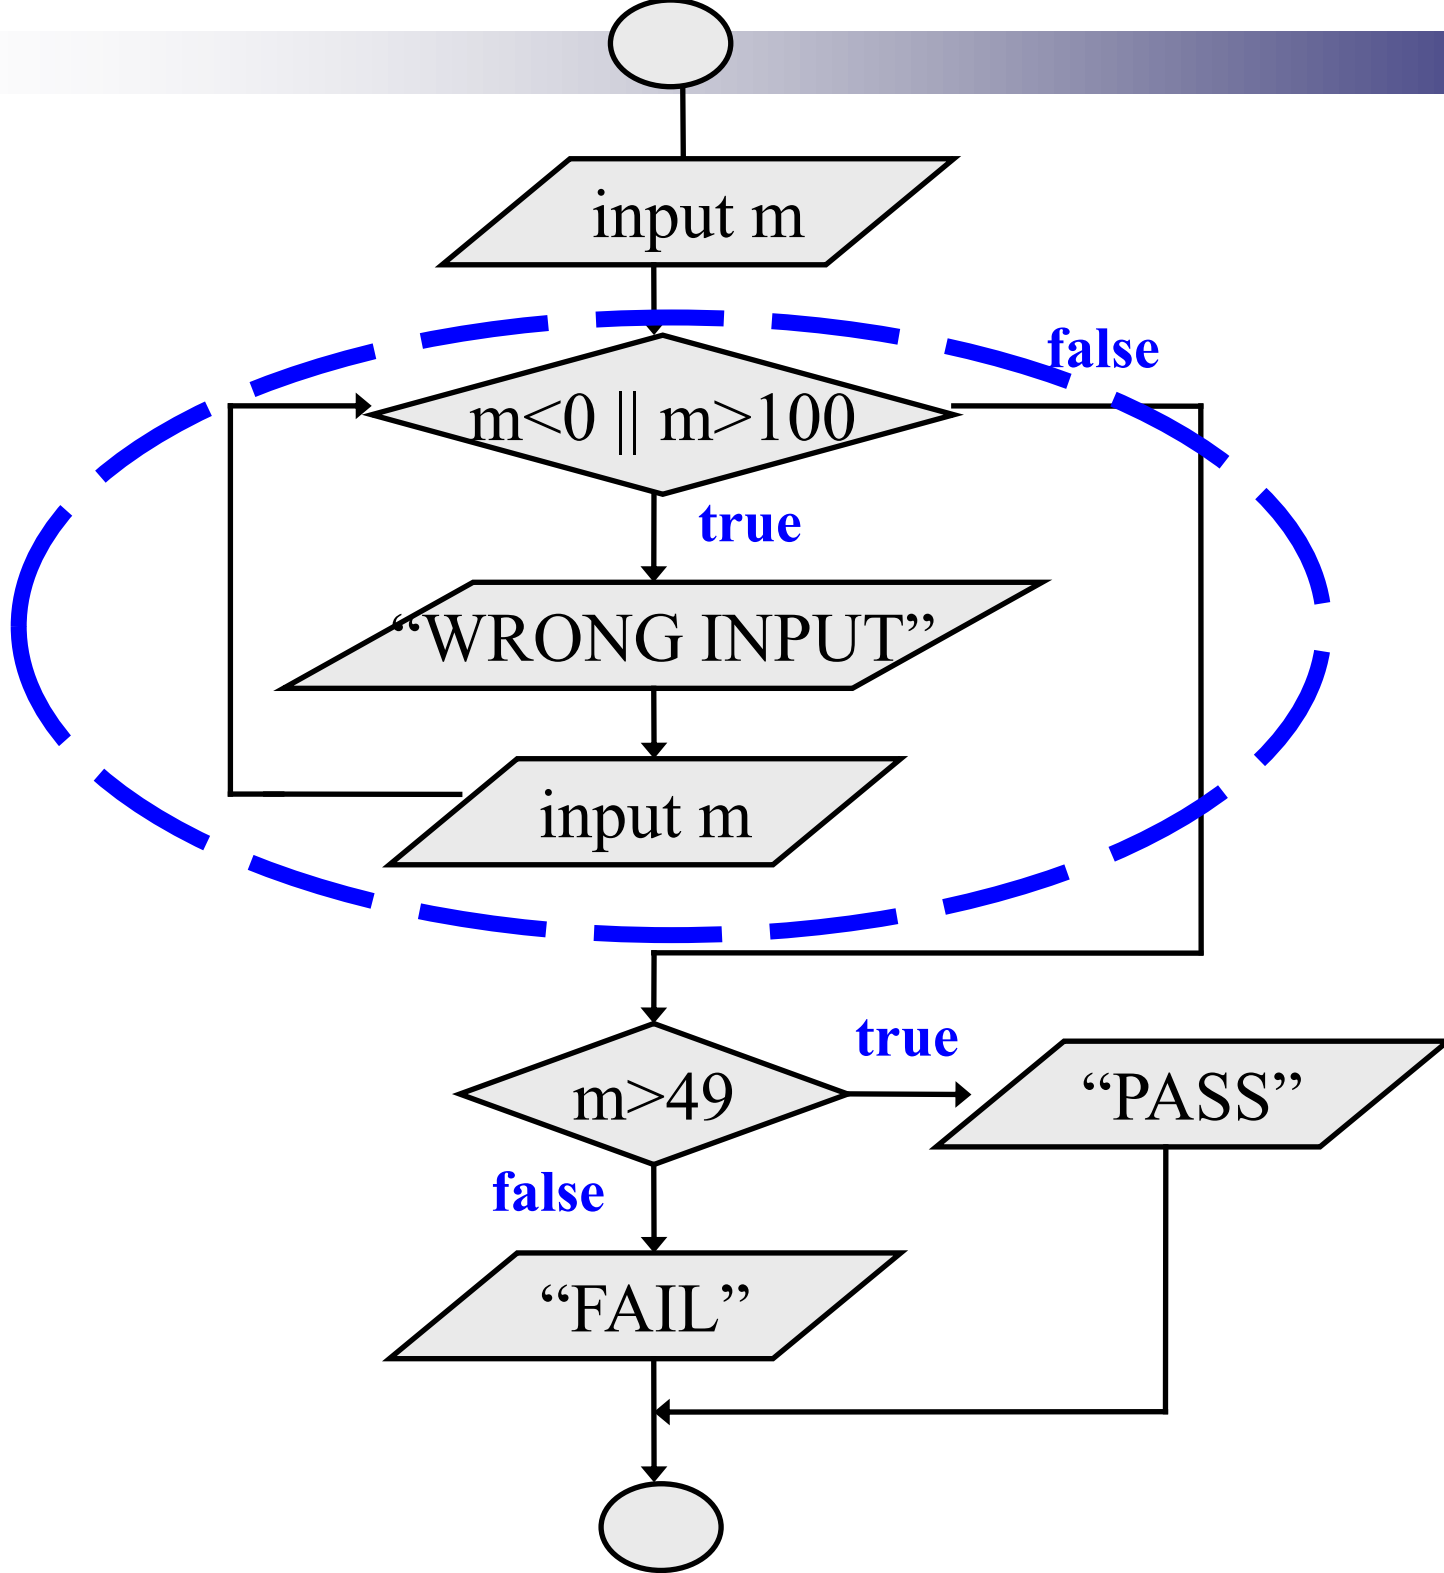 input m
false
m<0 || m>100
true
“WRONG INPUT”
input m
true
m>49
“PASS”
false
“FAIL”